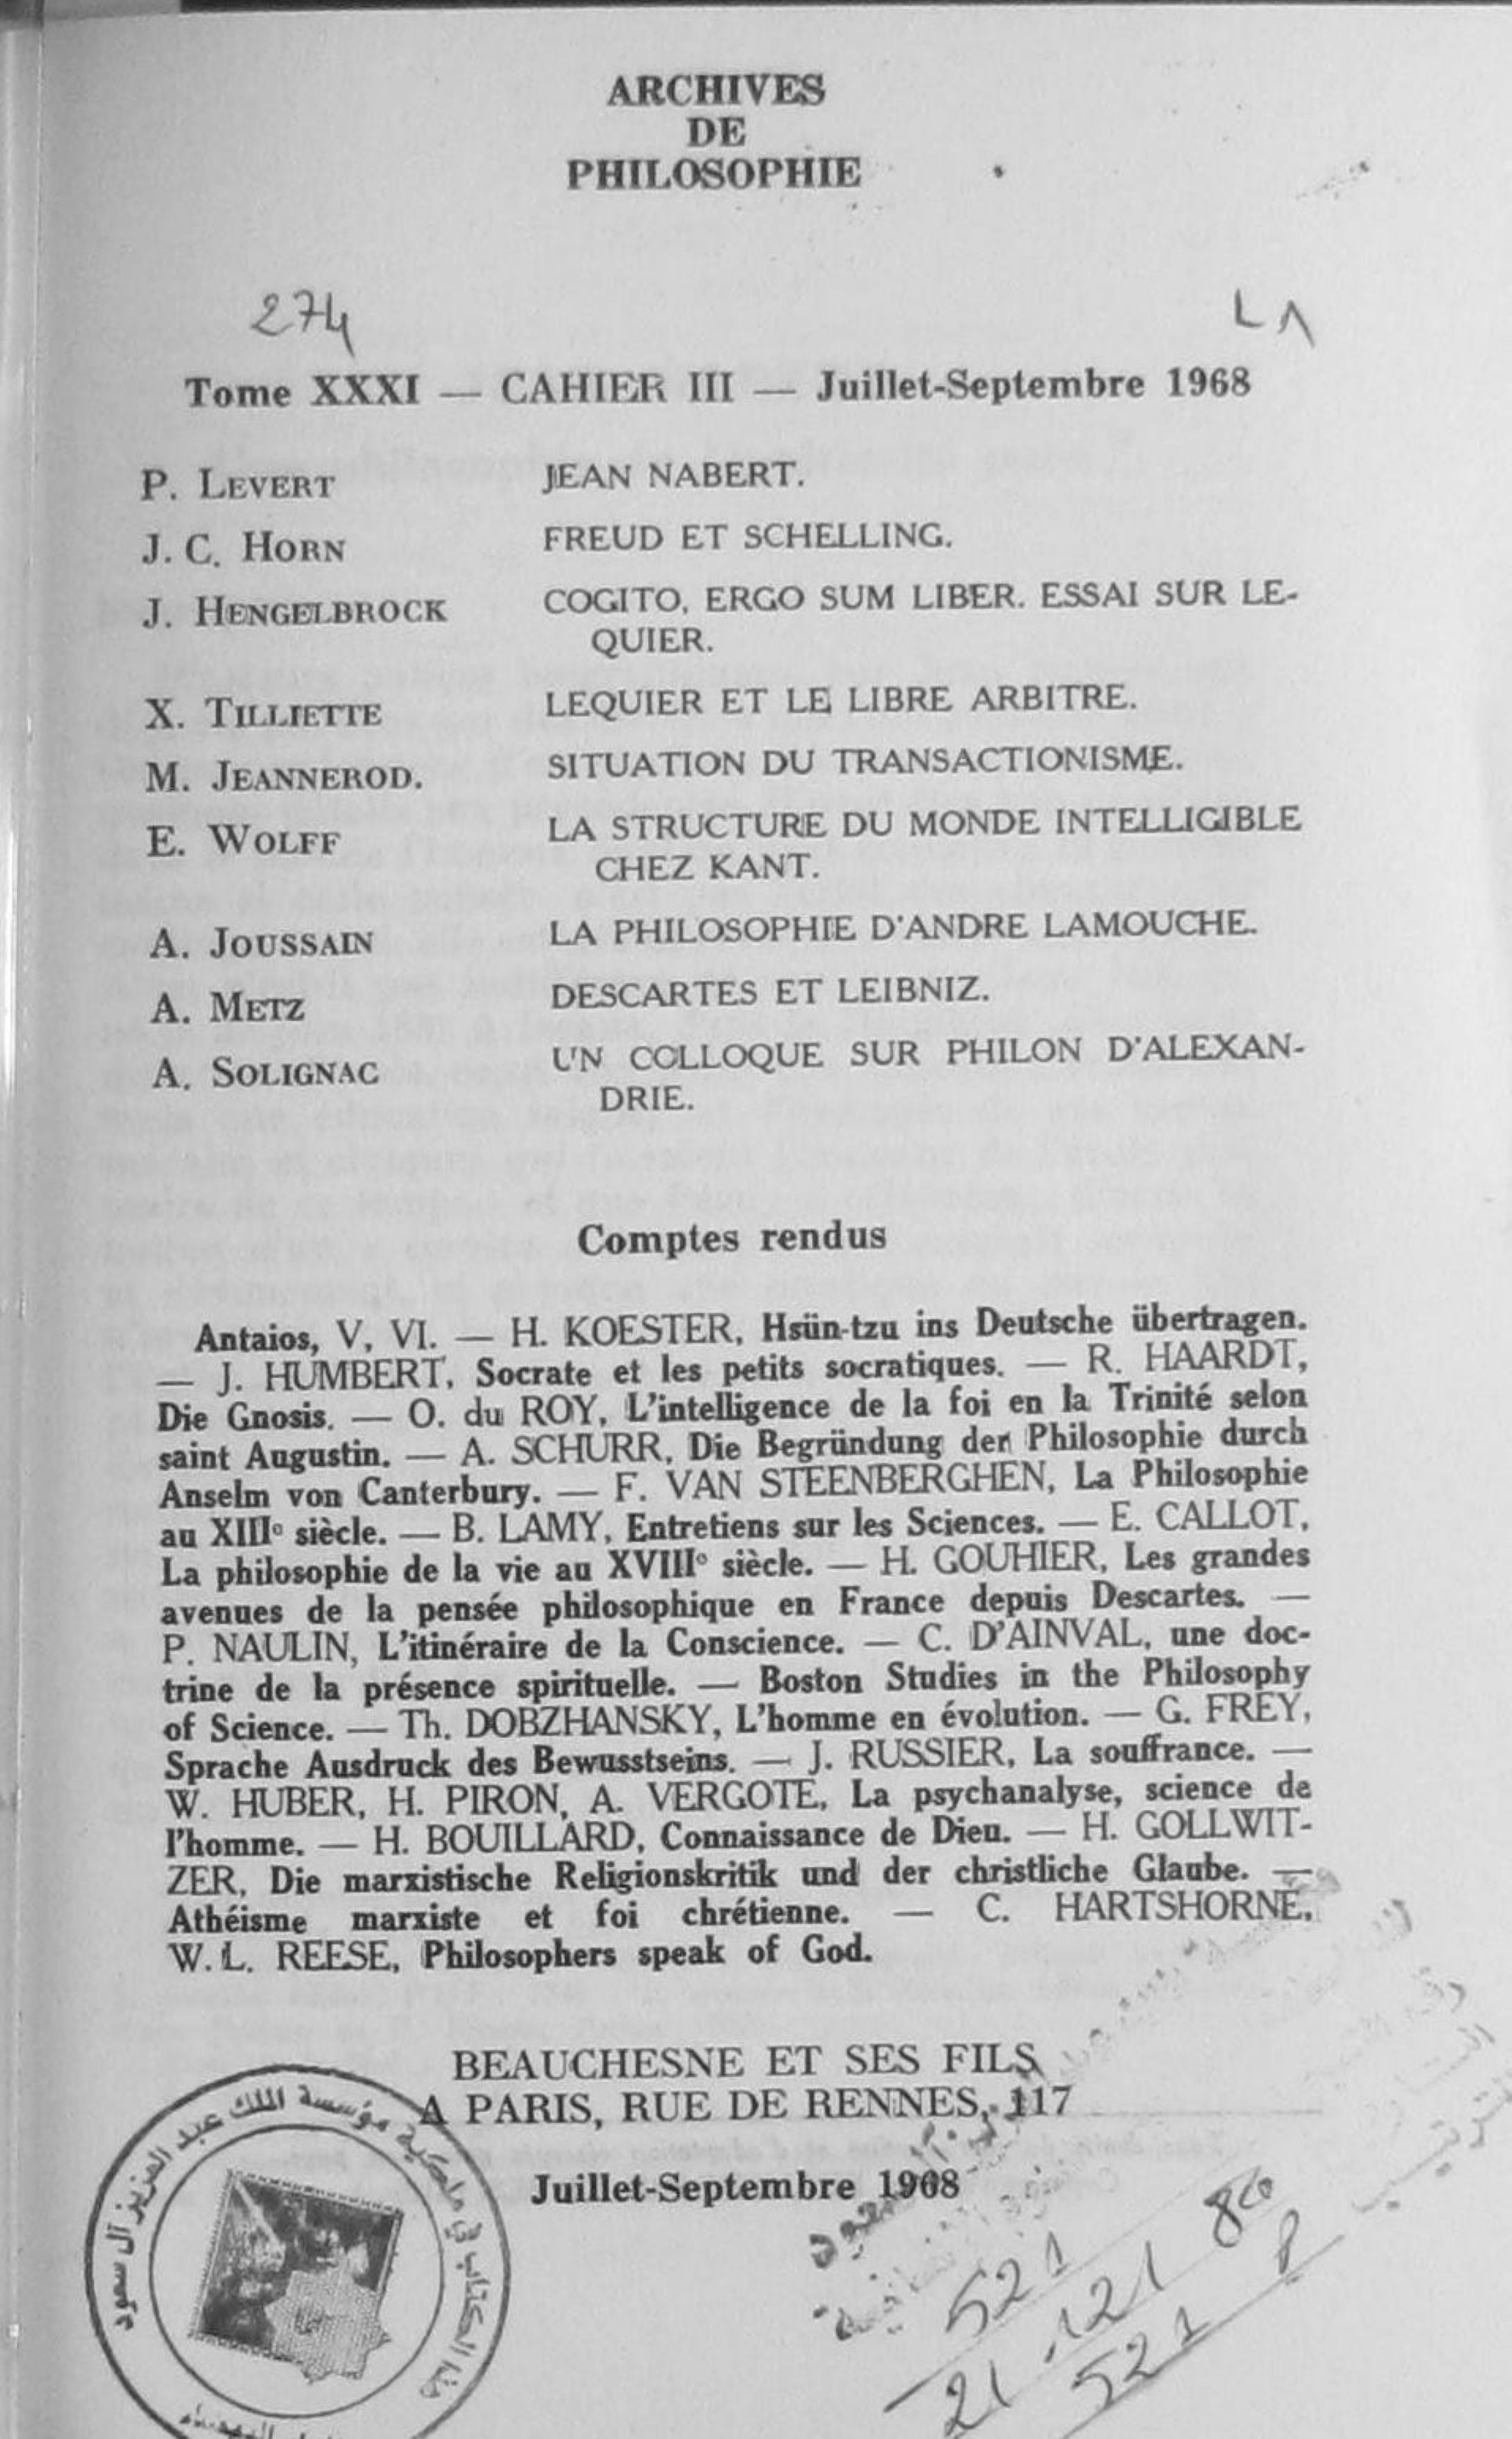 ARCHIVES
DE
PHILOSOPHIE
274
L1
Tome XXXI — CAHIER III — Juillet-Septembre 1968
P. LEVERT JEAN NABERT.
J. C. HORN FREUD ET SCHELLING.
J. HENGELBROCK COGITO, ERGO SUM LIBER. ESSAI SUR LE-
QUIER.
X. TILLIETTE LEQUIER ET LE LIBRE ARBITRE.
M. JEANNEROD. SITUATION DU TRANSACTIONISME.
E. WOLFF LA STRUCTURE DU MONDE INTELLIGIBLE
CHEZ KANT.
A. JOUSSAIN LA PHILOSOPHIE D'ANDRE LAMOUCHE.
A. METZ DESCARTES ET LEIBNIZ.
A. SOLIGNAC UN COLLOQUE SUR PHILON D'ALEXAN-
DRIE.
Comptes rendus
Antaios, V, VI. — H. KOESTER, Hsün-tzu ins Deutsche übertragen.
— J. HUMBERT, Socrate et les petits socratiques. — R. HAARDT,
Die Gnosis. — O. du ROY, L'intelligence de la foi en la Trinité selon
saint Augustin. — A. SCHURR, Die Begründung der Philosophie durch
Anselm von Canterbury. — F. VAN STEENBERGHEN, La Philosophie
au XIIIe siècle. — B. LAMY, Entretiens sur les Sciences. — E. CALLOT,
La philosophie de la vie au XVIIIe siècle. — H. GOUHIER, Les grandes
avenues de la pensée philosophique en France depuis Descartes. —
P. NAULIN, L'itinéraire de la Conscience. — C. D'AINVAL, une doc-
trine de la présence spirituelle. — Boston Studies in the Philosophy
of Science. — Th. DOBZHANSKY, L'homme en évolution. — G. FREY,
Sprache Ausdruck des Bewusstseins. — J. RUSSIER, La souffrance. —
W. HUBER, H. PIRON, A. VERGOTE, La psychanalyse, science de
l'homme. — H. BOUILLARD, Connaissance de Dieu. — H. GOLLWIT-
ZER, Die marxistische Religionskritik und der christliche Glaube. —
Athéisme marxiste et foi chrétienne. — C. HARTSHORNE,
W. L. REESE, Philosophers speak of God.
BEAUCHESNE ET SES FILS
A PARIS, RUE DE RENNES, 117
Juillet-Septembre 1968
هذا الكتاب في ملكية مؤسسة الملك عبد العزيز آل سعود
521
521